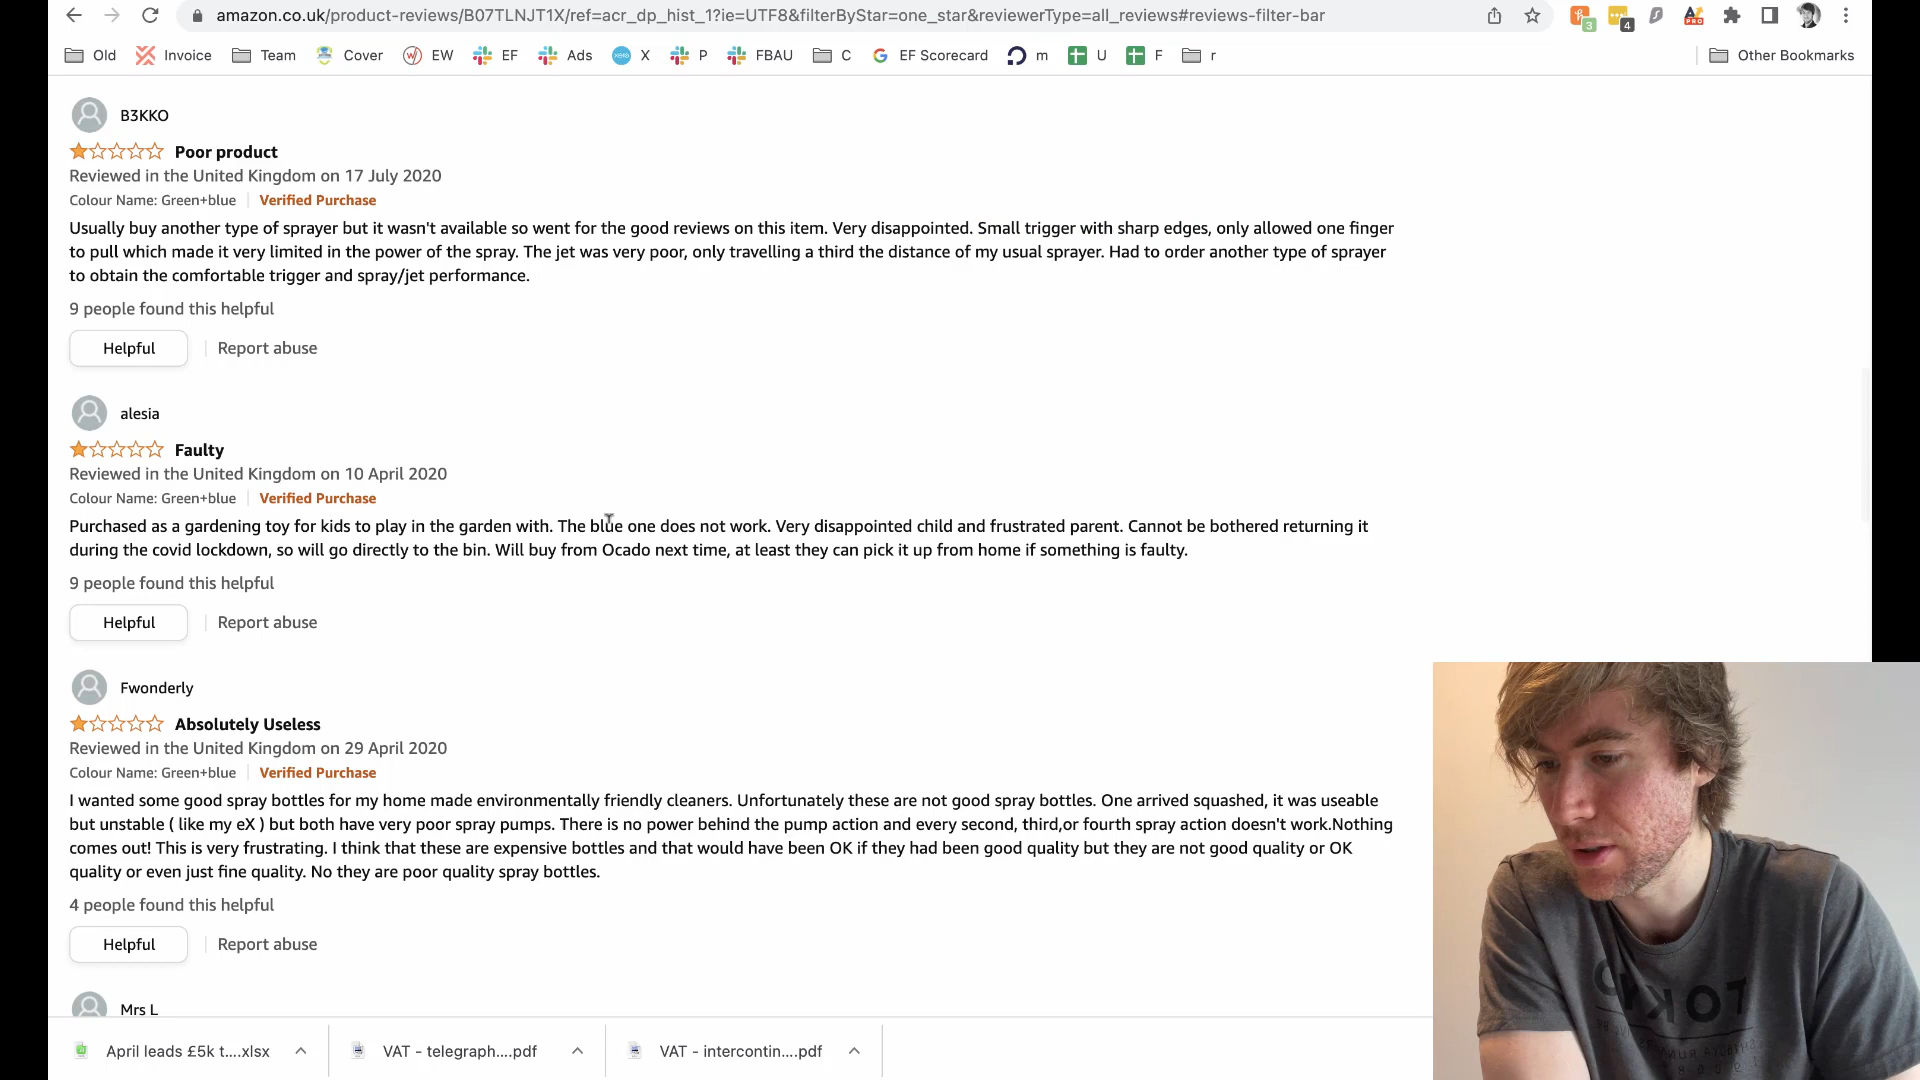 amazon.co.uk/product-reviews/B07TLNJT1X/ref=acr_dp_hist_1?ie=UTF8&filterByStar=one_star&reviewerType=all_reviews#reviews-filter-bar
3 4 PRO
Old Invoice Team Cover EW EF Ads xero X P FBAU C EF Scorecard m U F r Other Bookmarks
B3KKO
Poor product
Reviewed in the United Kingdom on 17 July 2020
Colour Name: Green+blue Verified Purchase
Usually buy another type of sprayer but it wasn't available so went for the good reviews on this item. Very disappointed. Small trigger with sharp edges, only allowed one finger
to pull which made it very limited in the power of the spray. The jet was very poor, only travelling a third the distance of my usual sprayer. Had to order another type of sprayer
to obtain the comfortable trigger and spray/jet performance.
9 people found this helpful
Helpful Report abuse
alesia
Faulty
Reviewed in the United Kingdom on 10 April 2020
Colour Name: Green+blue Verified Purchase
Purchased as a gardening toy for kids to play in the garden with. The blue one does not work. Very disappointed child and frustrated parent. Cannot be bothered returning it
during the covid lockdown, so will go directly to the bin. Will buy from Ocado next time, at least they can pick it up from home if something is faulty.
9 people found this helpful
Helpful Report abuse
Fwonderly
Absolutely Useless
Reviewed in the United Kingdom on 29 April 2020
Colour Name: Green+blue Verified Purchase
I wanted some good spray bottles for my home made environmentally friendly cleaners. Unfortunately these are not good spray bottles. One arrived squashed, it was useable
but unstable ( like my eX ) but both have very poor spray pumps. There is no power behind the pump action and every second, third,or fourth spray action doesn't work.Nothing
comes out! This is very frustrating. I think that these are expensive bottles and that would have been OK if they had been good quality but they are not good quality or OK
quality or even just fine quality. No they are poor quality spray bottles.
4 people found this helpful
Helpful Report abuse
Mrs L
April leads £5k t....xlsx VAT - telegraph....pdf VAT - intercontin....pdf
TOKYO